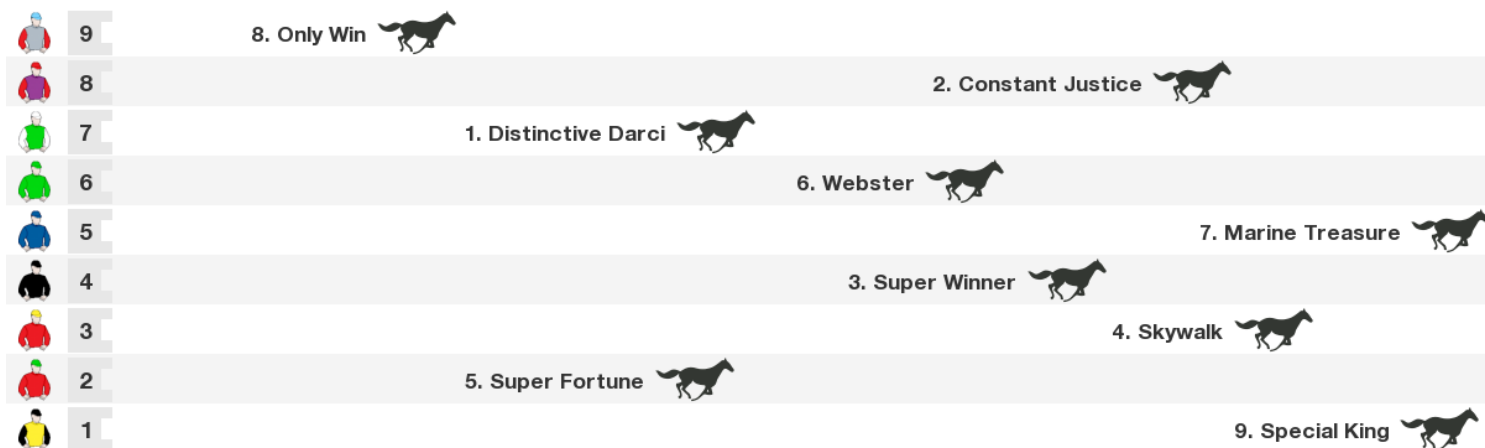 9 8. Only Win
8 2. Constant Justice
7 1. Distinctive Darci
6 6. Webster
5 7. Marine Treasure
4 3. Super Winner
3 4. Skywalk
2 5. Super Fortune
1 9. Special King